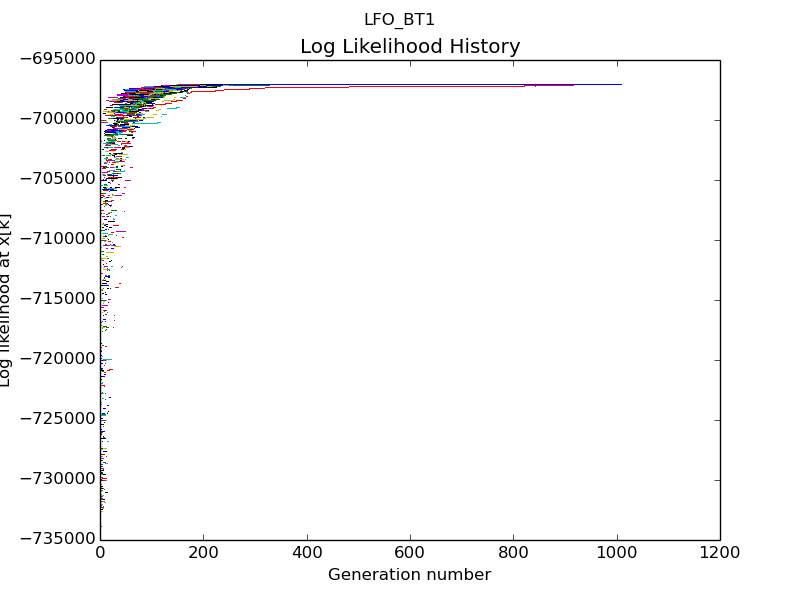 LFO_BT1
Log Likelihood History
−695000
−700000
−705000
−710000
−715000
−720000
−725000
−730000
−735000
Log likelihood at x[k]
0 200 400 600 800 1000 1200
Generation number